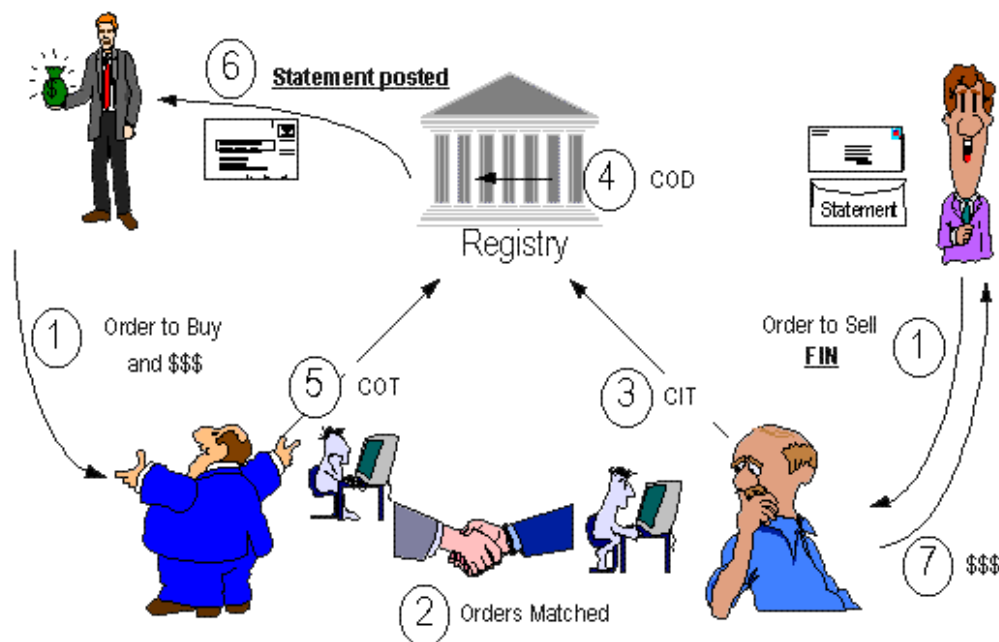 6
Statement posted
4
COD
Statement
Registry
1
Order to Buy
and $$$
Order to Sell
FIN
1
5
COT
3
CIT
7
$$$
2
Orders Matched